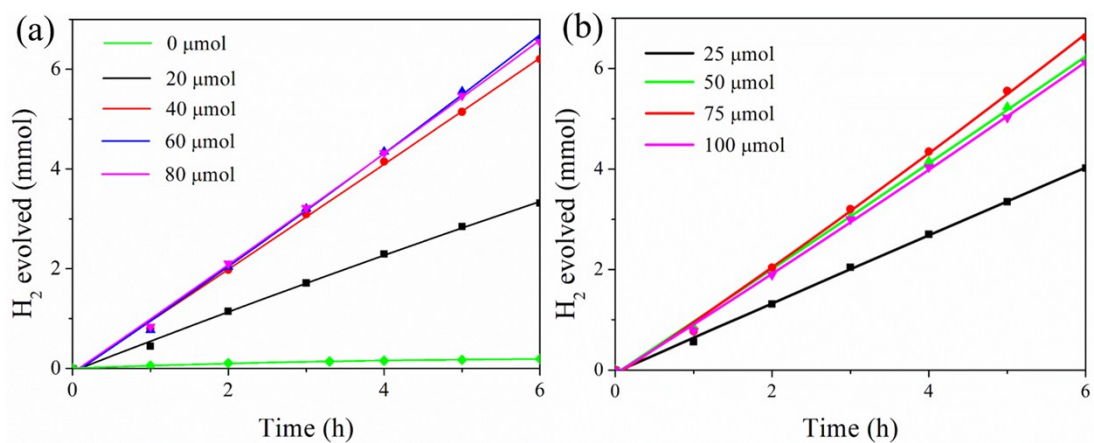 (a)
0 μmol
20 μmol
40 μmol
60 μmol
80 μmol
H2 evolved (mmol)
6
4
2
0
0 2 4 6
Time (h)
(b)
25 μmol
50 μmol
75 μmol
100 μmol
H2 evolved (mmol)
6
4
2
0
0 2 4 6
Time (h)